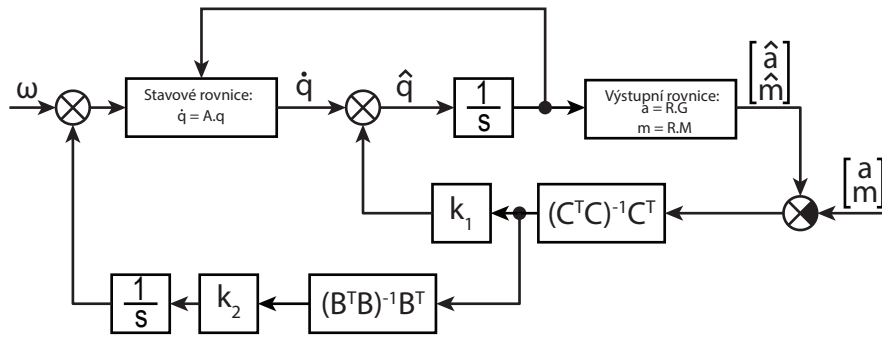 ω
Stavové rovnice:
q̇ = A.q
q̇
q̂
1
s
Výstupní rovnice:
a = R.G
m = R.M
[â
m̂]
[a
m]
k₁
(CᵀC)⁻¹Cᵀ
1
s
k₂
(BᵀB)⁻¹Bᵀ